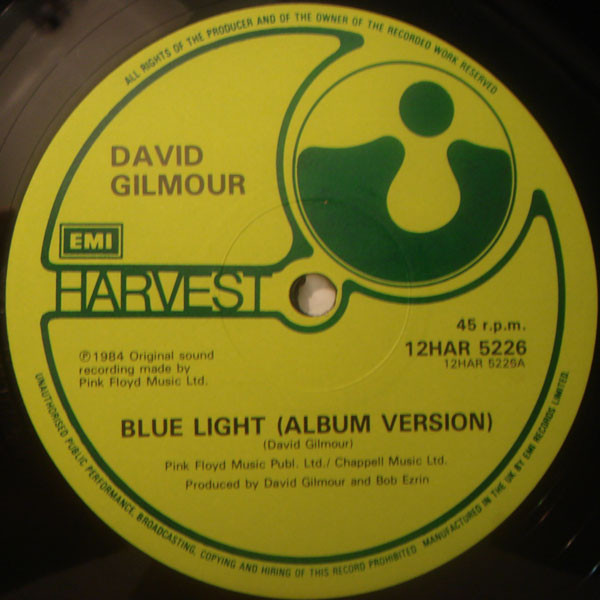 ALL RIGHTS OF THE PRODUCER AND OF THE OWNER OF THE RECORDED WORK RESERVED
DAVID
GILMOUR
EMI
HARVEST
45 r.p.m.
12HAR 5226
12HAR 5226A
℗1984 Original sound
recording made by
Pink Floyd Music Ltd.
BLUE LIGHT (ALBUM VERSION)
(David Gilmour)
Pink Floyd Music Publ. Ltd./ Chappell Music Ltd.
Produced by David Gilmour and Bob Ezrin
UNAUTHORISED PUBLIC PERFORMANCE, BROADCASTING, COPYING AND HIRING OF THIS RECORD PROHIBITED. MANUFACTURED IN THE UK BY EMI RECORDS LIMITED.